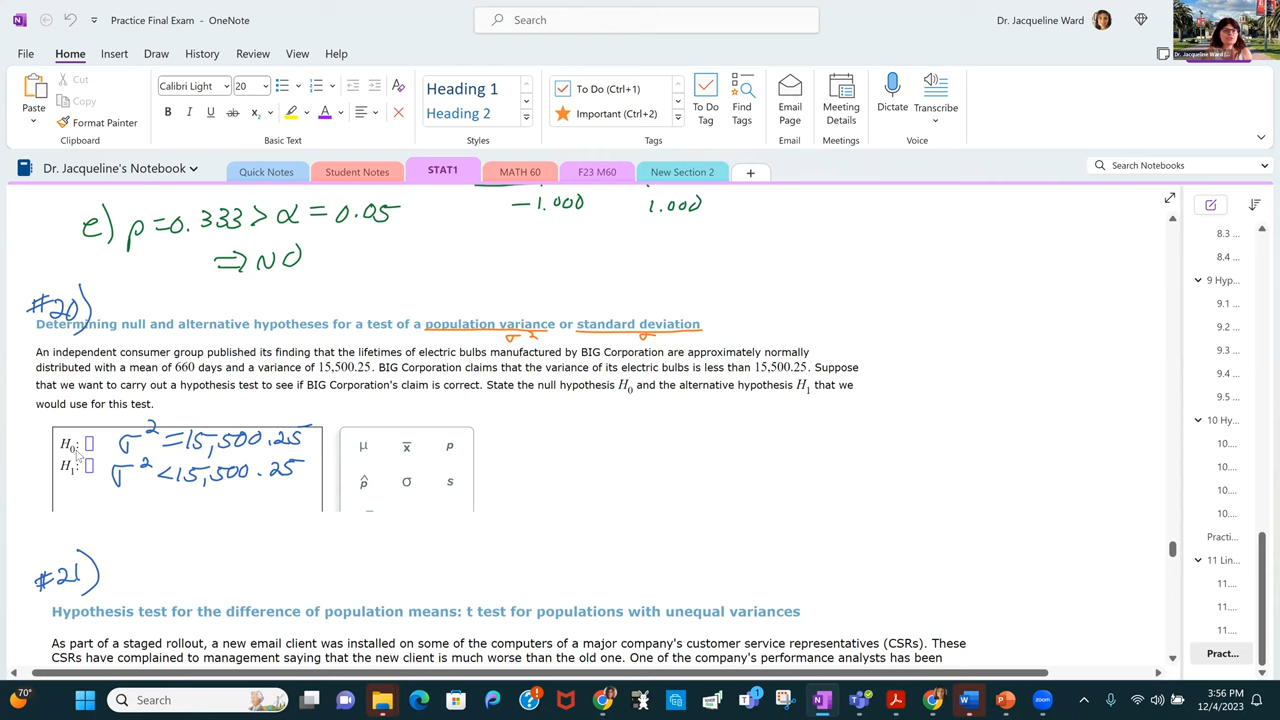 Practice Final Exam - OneNote
Search
Dr. Jacqueline Ward
Dr. Jacqueline Ward
File Home Insert Draw History Review View Help
Paste
Cut
Copy
Format Painter
Clipboard
Calibri Light 20
B I U ab x₂ A
Basic Text
Heading 1
Heading 2
Styles
To Do (Ctrl+1)
Important (Ctrl+2)
To Do Tag
Find Tags
Tags
Email Page
Email
Meeting Details
Meetings
Dictate
Transcribe
Voice
Dr. Jacqueline's Notebook
Quick Notes Student Notes STAT1 MATH 60 F23 M60 New Section 2 +
Search Notebooks
-1.000 1.000
e) p = 0.333 > α = 0.05
⇒ NO
#20)
Determining null and alternative hypotheses for a test of a population variance or standard deviation
σ² σ
An independent consumer group published its finding that the lifetimes of electric bulbs manufactured by BIG Corporation are approximately normally
distributed with a mean of 660 days and a variance of 15,500.25. BIG Corporation claims that the variance of its electric bulbs is less than 15,500.25. Suppose
that we want to carry out a hypothesis test to see if BIG Corporation's claim is correct. State the null hypothesis H₀ and the alternative hypothesis H₁ that we
would use for this test.
H₀: σ² = 15,500.25
H₁: σ² < 15,500.25
μ x̄ p
p̂ σ s
#21)
Hypothesis test for the difference of population means: t test for populations with unequal variances
As part of a staged rollout, a new email client was installed on some of the computers of a major company's customer service representatives (CSRs). These
CSRs have complained to management saying that the new client is much worse than the old one. One of the company's performance analysts has been
8.3 ...
8.4 ...
9 Hyp...
9.1 ...
9.2 ...
9.3 ...
9.4 ...
9.5 ...
10 Hy...
10....
10....
10....
10....
Practi...
11 Lin...
11....
11....
11....
Pract...
70°
Search
3:56 PM
12/4/2023